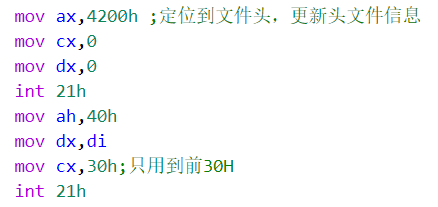 mov ax,4200h ;定位到文件头，更新头文件信息
mov cx,0
mov dx,0
int 21h
mov ah,40h
mov dx,di
mov cx,30h;只用到前30H
int 21h